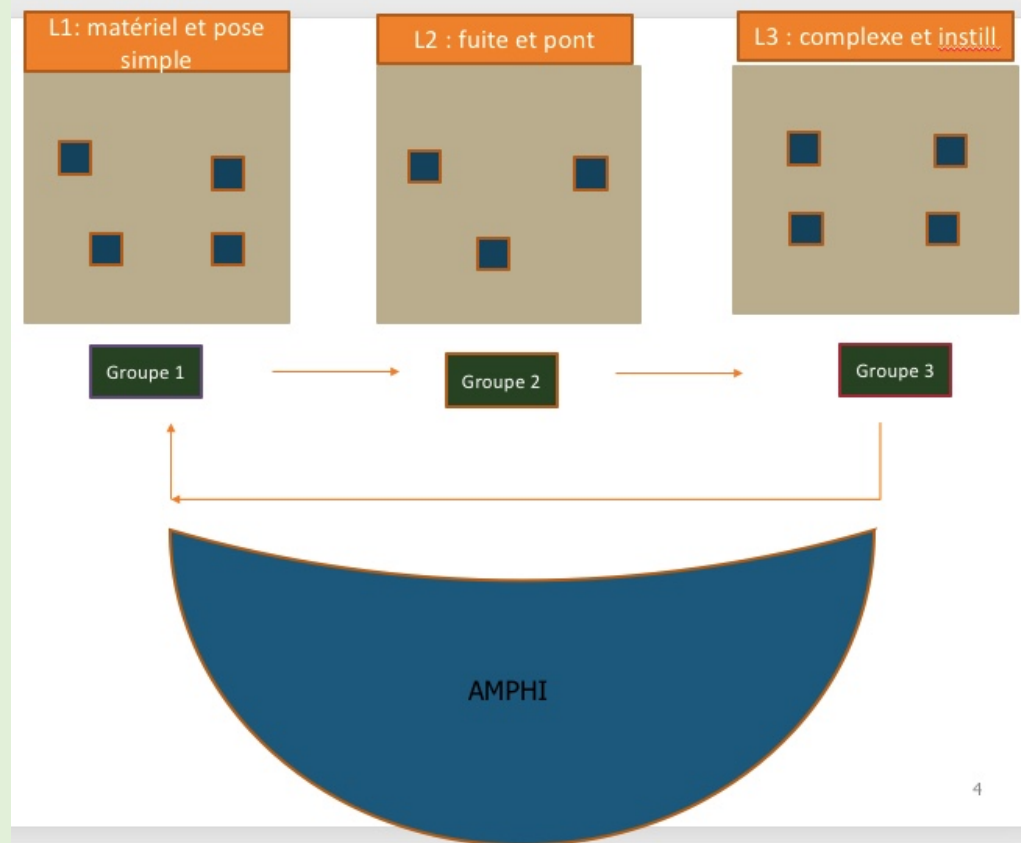 L1: matériel et pose
simple
L2 : fuite et pont
L3 : complexe et instill
Groupe 1
Groupe 2
Groupe 3
AMPHI
4